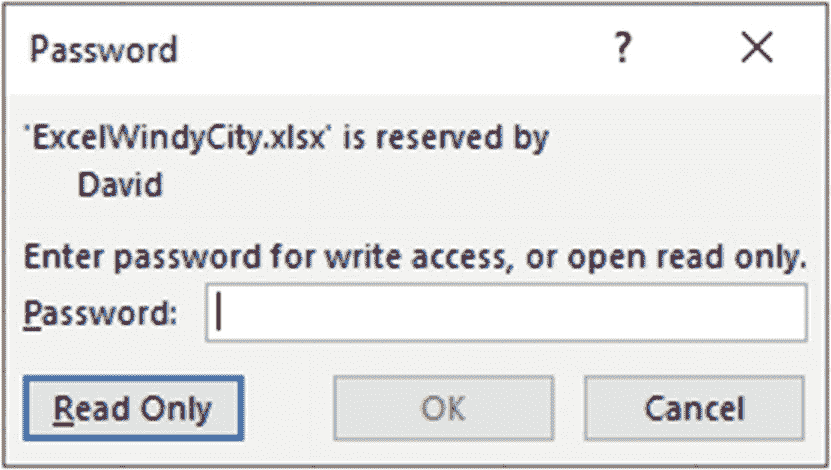 Password ?
'ExcelWindyCity.xlsx' is reserved by
David
Enter password for write access, or open read only.
Password:
Read Only OK Cancel